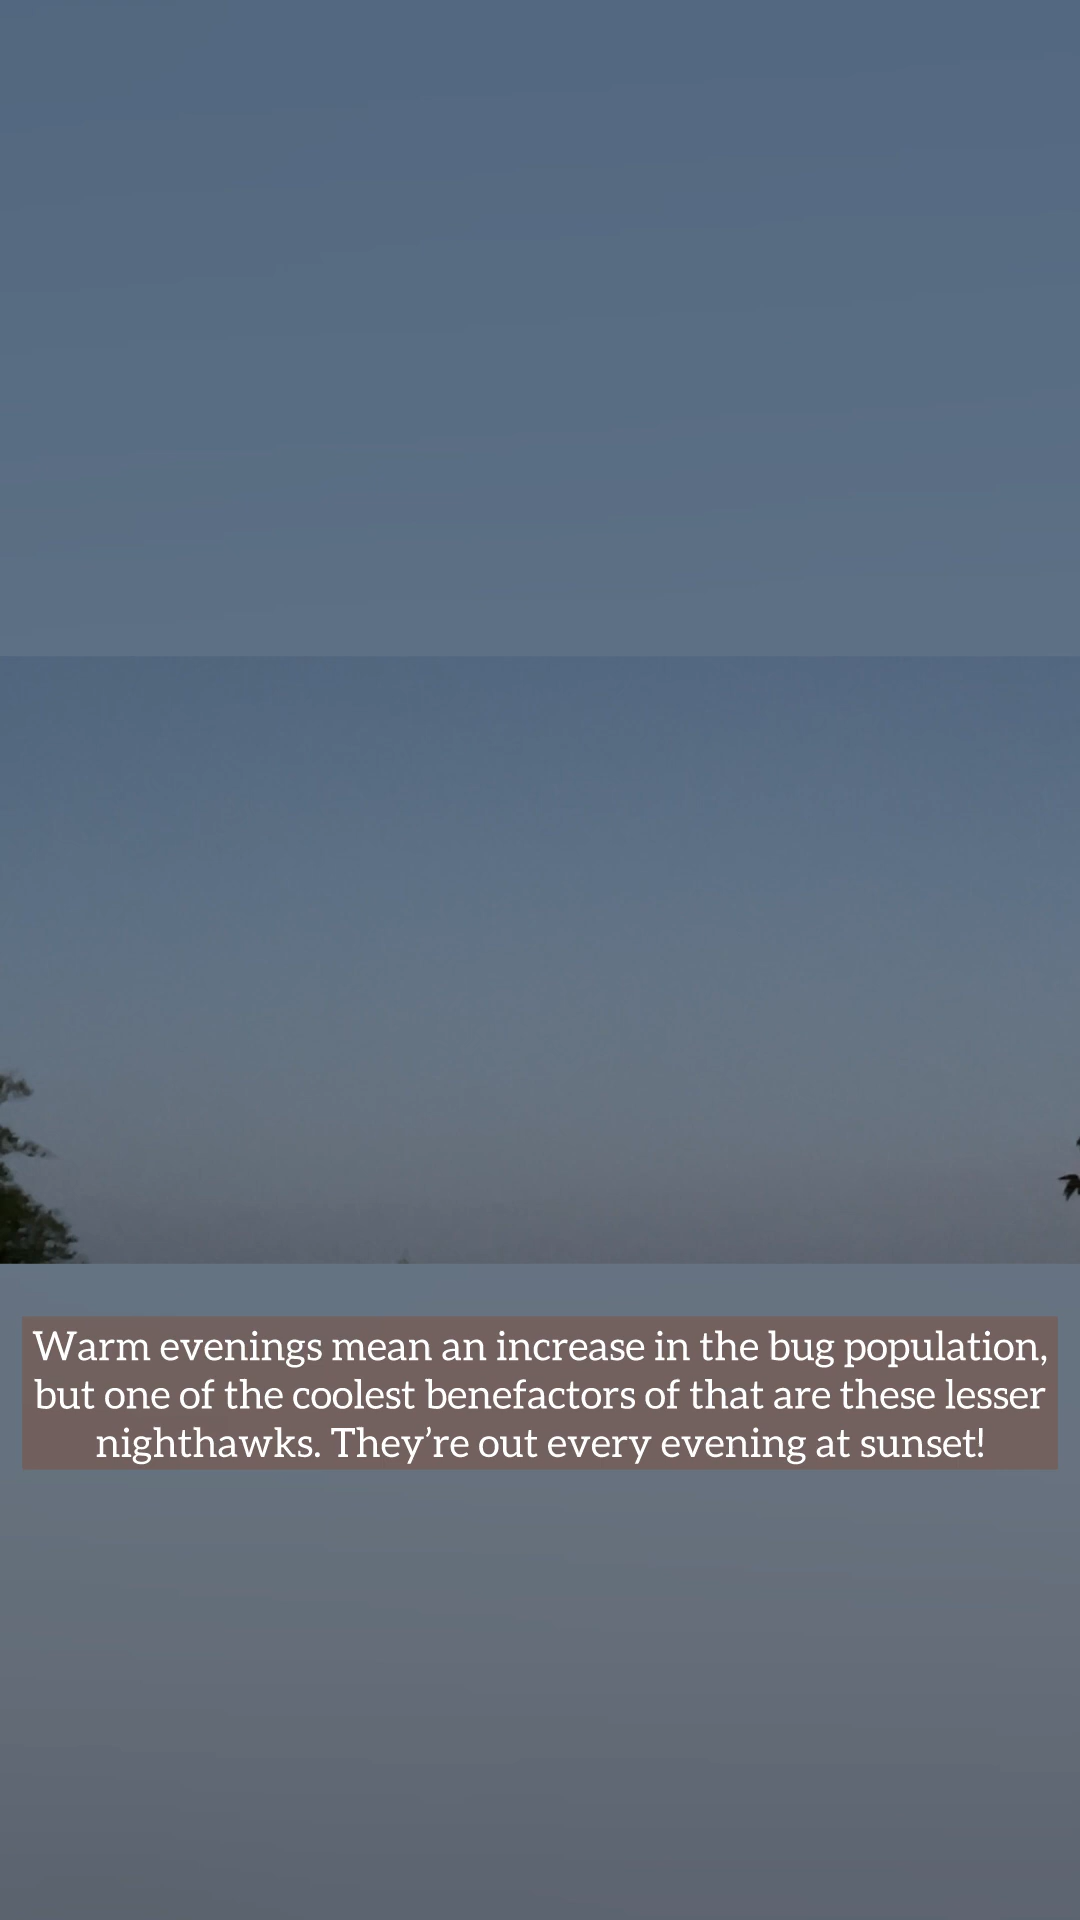 Warm evenings mean an increase in the bug population,
but one of the coolest benefactors of that are these lesser
nighthawks. They’re out every evening at sunset!